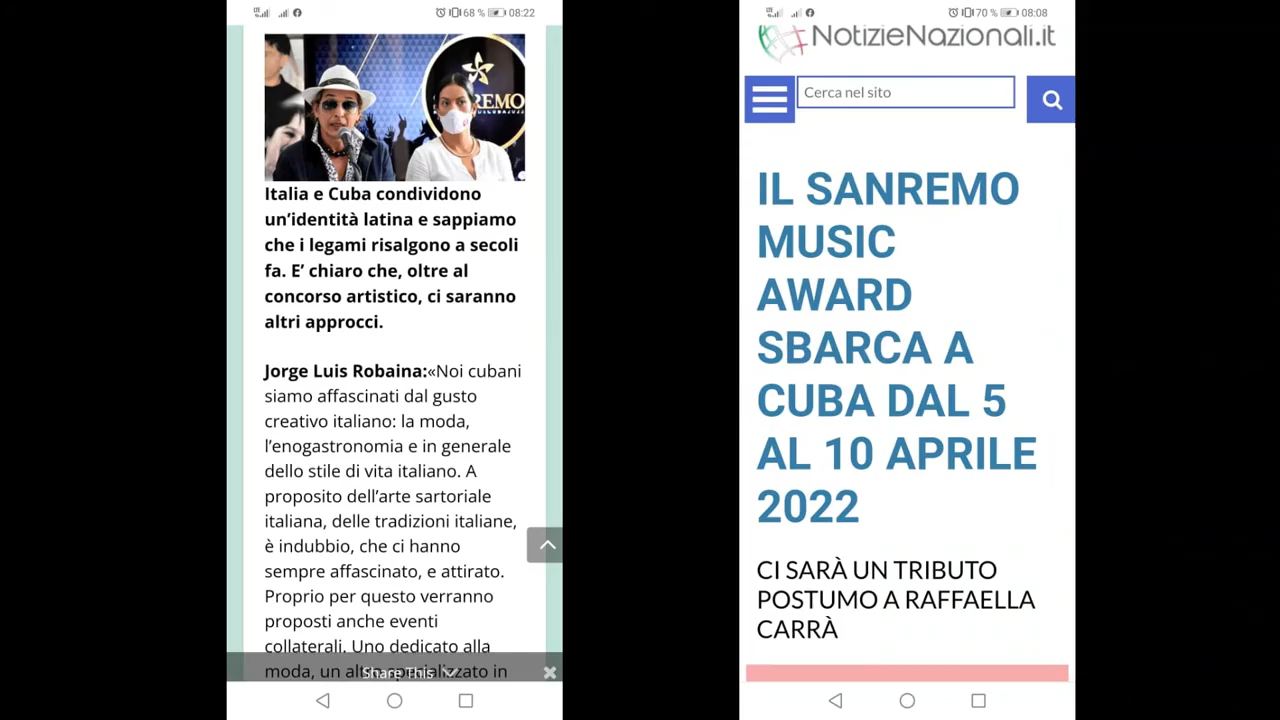 68 % 08:22
REMO
Italia e Cuba condividono
un’identità latina e sappiamo
che i legami risalgono a secoli
fa. E’ chiaro che, oltre al
concorso artistico, ci saranno
altri approcci.
Jorge Luis Robaina:«Noi cubani
siamo affascinati dal gusto
creativo italiano: la moda,
l’enogastronomia e in generale
dello stile di vita italiano. A
proposito dell’arte sartoriale
italiana, delle tradizioni italiane,
è indubbio, che ci hanno
sempre affascinato, e attirato.
Proprio per questo verranno
proposti anche eventi
collaterali. Uno dedicato alla
moda, un altro specializzato in
Share This
70 % 08:08
NotizieNazionali.it
Cerca nel sito
IL SANREMO
MUSIC
AWARD
SBARCA A
CUBA DAL 5
AL 10 APRILE
2022
CI SARÀ UN TRIBUTO
POSTUMO A RAFFAELLA
CARRÀ